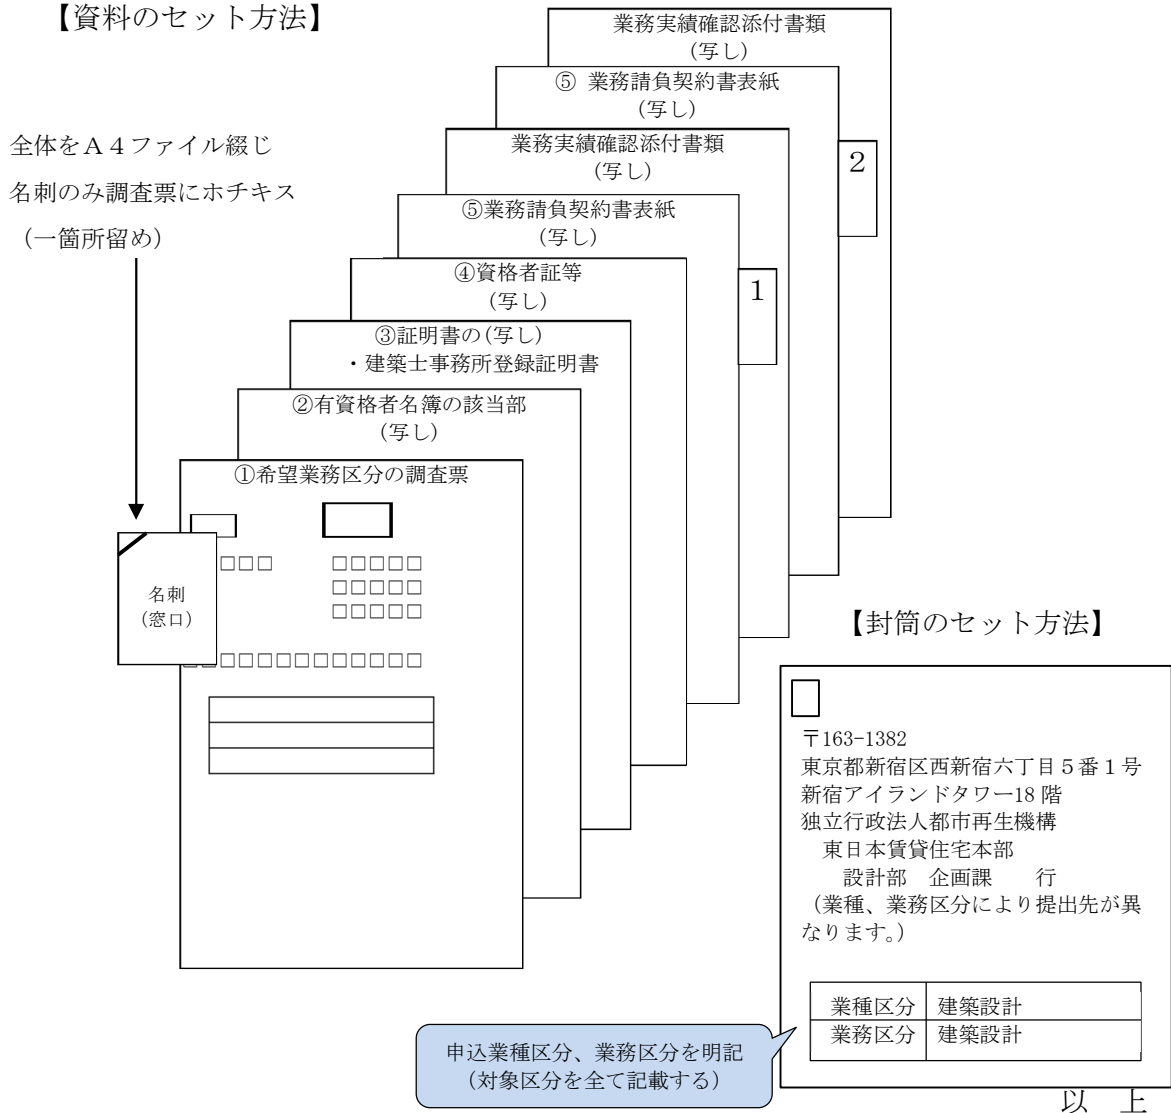 【資料のセット方法】
業務実績確認添付書類
(写し)
⑤ 業務請負契約書表紙
(写し)
業務実績確認添付書類
(写し)
⑤業務請負契約書表紙
(写し)
④資格者証等
(写し)
③証明書の(写し)
・建築士事務所登録証明書
②有資格者名簿の該当部
(写し)
①希望業務区分の調査票
2
1
全体をA4ファイル綴じ
名刺のみ調査票にホチキス
(一箇所留め)
□□□ □□□□□
□□□□□
□□□□□
名刺
(窓口)
□□□□□□□□□□□□□
【封筒のセット方法】
〒163-1382
東京都新宿区西新宿六丁目5番1号
新宿アイランドタワー18 階
独立行政法人都市再生機構
東日本賃貸住宅本部
設計部 企画課 行
(業種、業務区分により提出先が異
なります。)
業種区分 建築設計
業務区分 建築設計
申込業種区分、業務区分を明記
(対象区分を全て記載する)
以 上